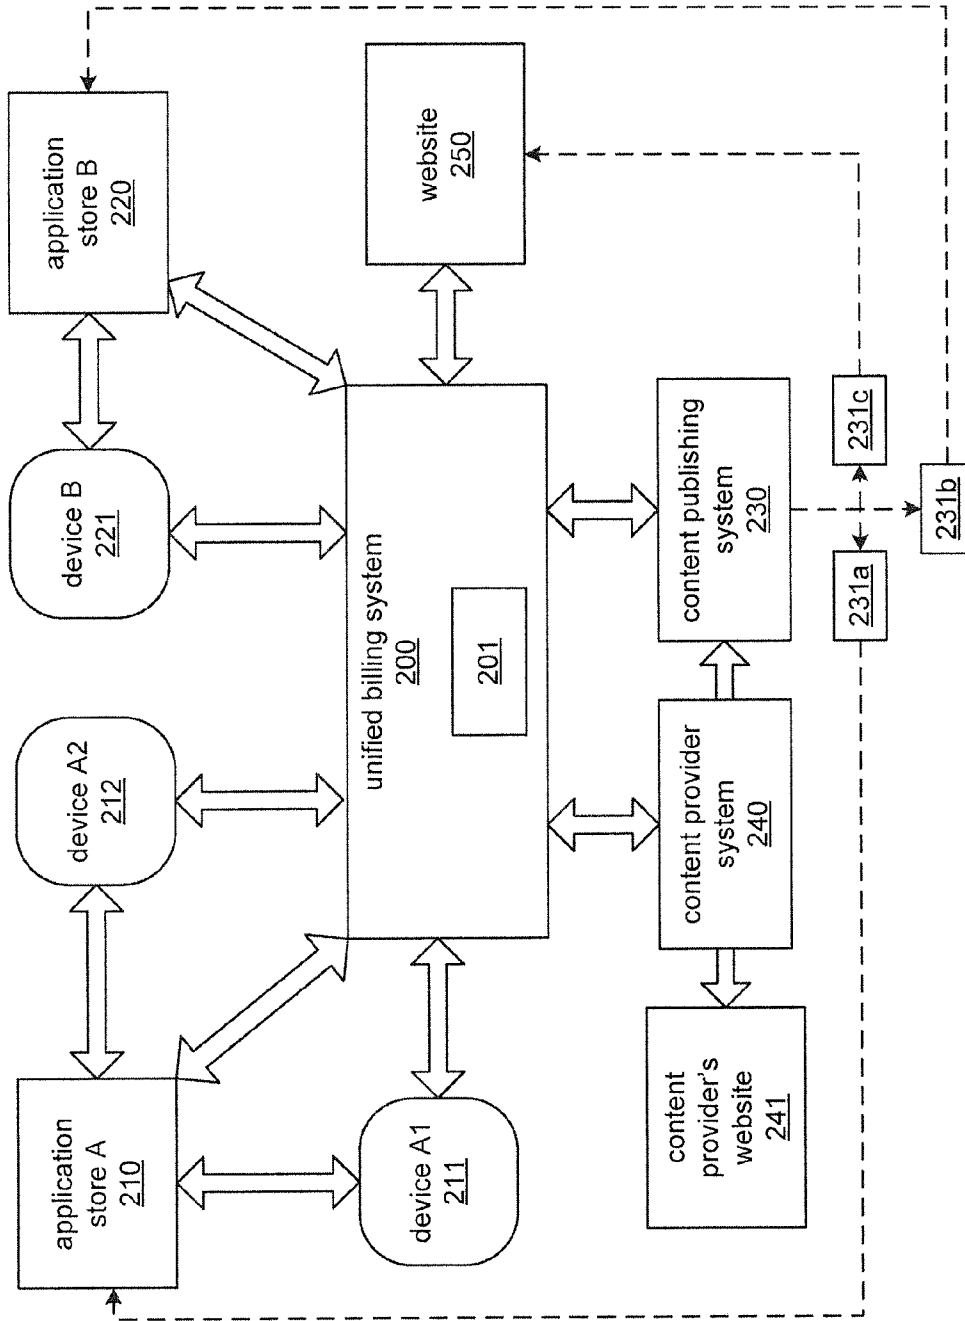 application
store A
210
device A2
212
device B
221
application
store B
220
device A1
211
unified billing system
200
201
website
250
content
provider's
website
241
content provider
system
240
content publishing
system
230
231a
231c
231b